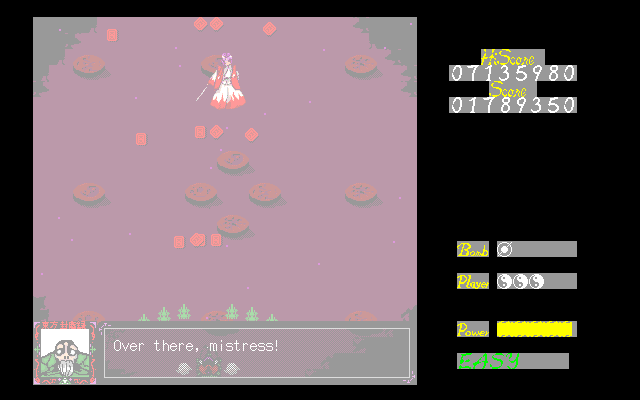 HiScore
07135980
Score
01789350
Bomb
Player
Power
EASY
Over there, mistress!